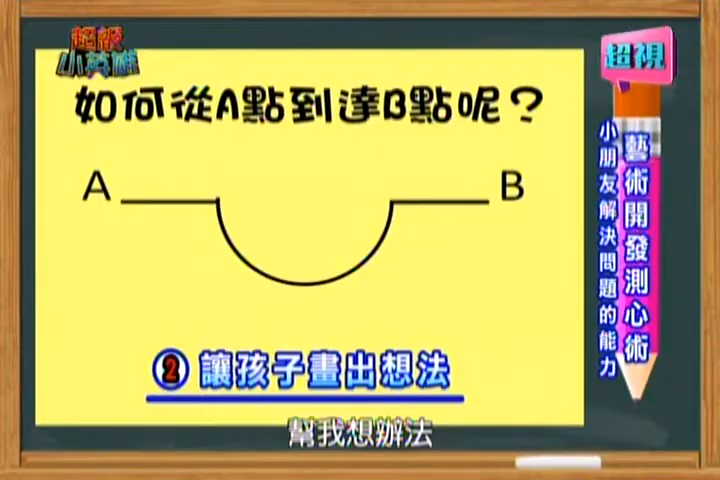 超級
小英雄
超視
如何從A點到達B點呢？
A
B
藝術開發測心術
小朋友解決問題的能力
2 讓孩子畫出想法
幫我想辦法